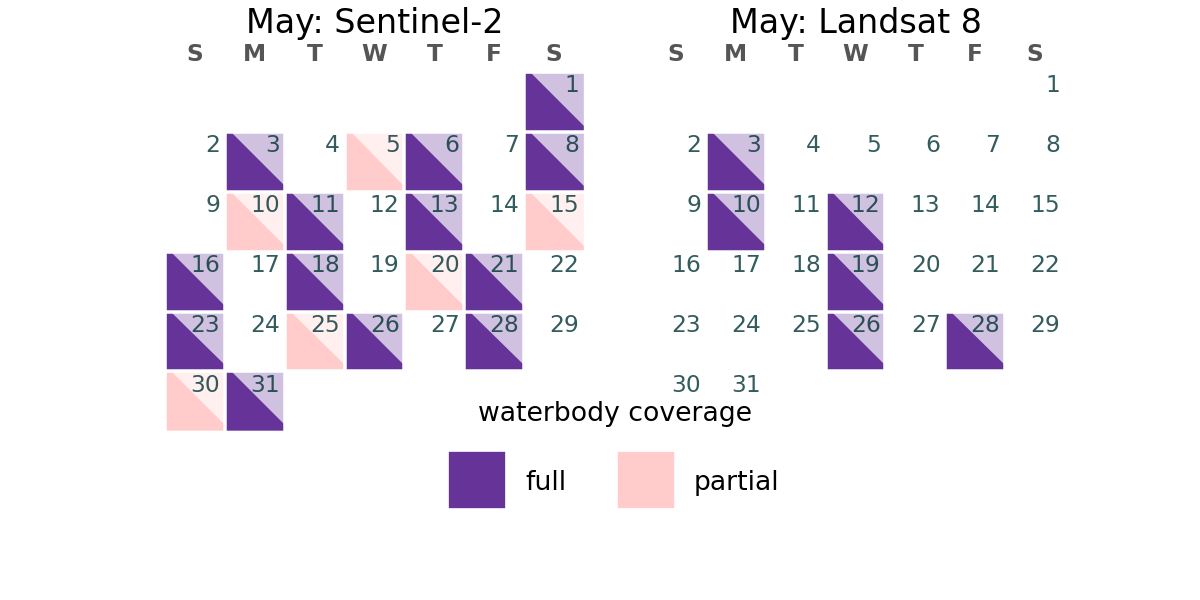 May: Sentinel-2
S M T W T F S
1
2 3 4 5 6 7 8
9 10 11 12 13 14 15
16 17 18 19 20 21 22
23 24 25 26 27 28 29
30 31
May: Landsat 8
S M T W T F S
1
2 3 4 5 6 7 8
9 10 11 12 13 14 15
16 17 18 19 20 21 22
23 24 25 26 27 28 29
30 31
waterbody coverage
full partial